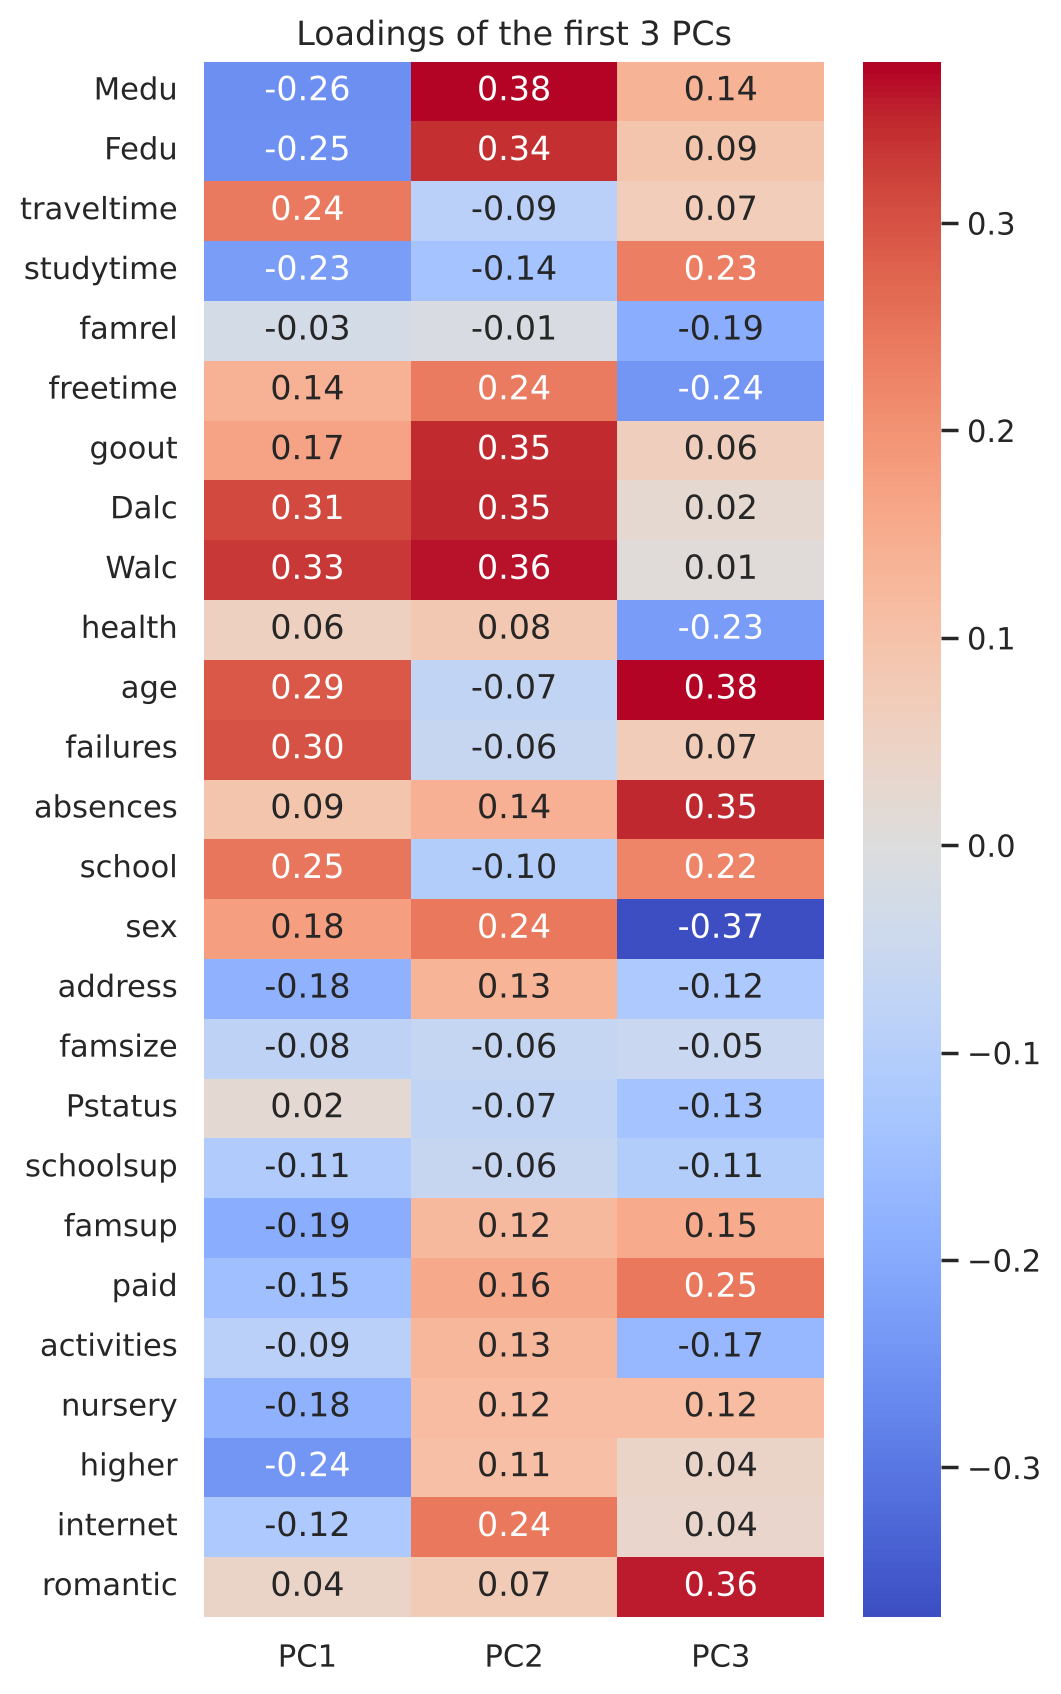 Loadings of the first 3 PCs
Medu -0.26 0.38 0.14
Fedu -0.25 0.34 0.09
traveltime 0.24 -0.09 0.07
studytime -0.23 -0.14 0.23
famrel -0.03 -0.01 -0.19
freetime 0.14 0.24 -0.24
goout 0.17 0.35 0.06
Dalc 0.31 0.35 0.02
Walc 0.33 0.36 0.01
health 0.06 0.08 -0.23
age 0.29 -0.07 0.38
failures 0.30 -0.06 0.07
absences 0.09 0.14 0.35
school 0.25 -0.10 0.22
sex 0.18 0.24 -0.37
address -0.18 0.13 -0.12
famsize -0.08 -0.06 -0.05
Pstatus 0.02 -0.07 -0.13
schoolsup -0.11 -0.06 -0.11
famsup -0.19 0.12 0.15
paid -0.15 0.16 0.25
activities -0.09 0.13 -0.17
nursery -0.18 0.12 0.12
higher -0.24 0.11 0.04
internet -0.12 0.24 0.04
romantic 0.04 0.07 0.36
PC1 PC2 PC3
0.3
0.2
0.1
0.0
−0.1
−0.2
−0.3